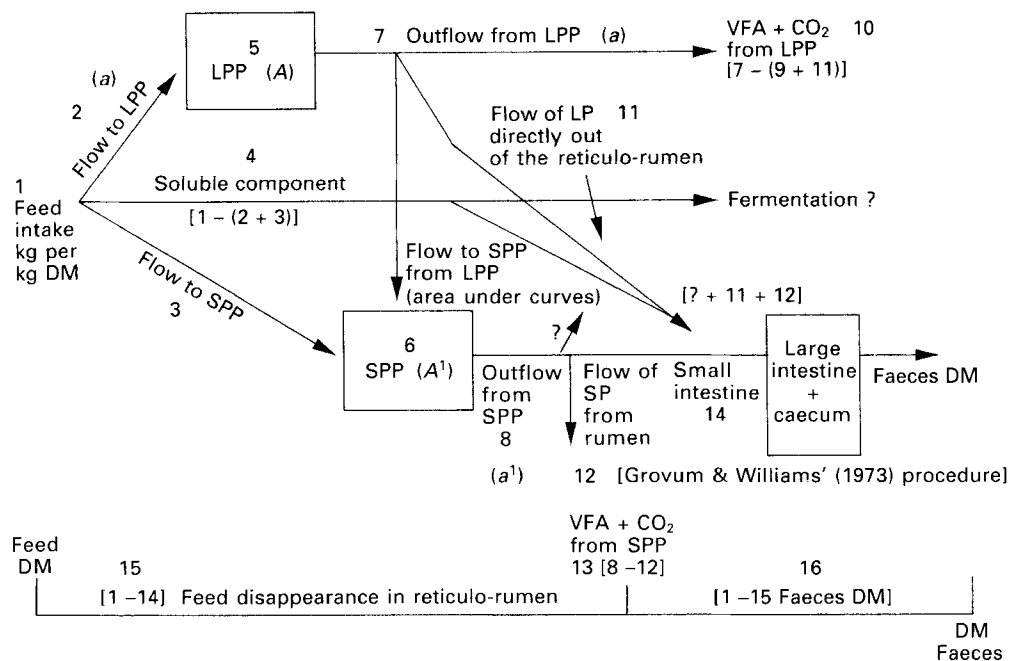 7 Outflow from LPP (a)
VFA + CO₂ 10
from LPP
[7 – (9 + 11)]
5
LPP (A)
(a)
2
Flow to LPP
Flow of LP 11
directly out
of the reticulo-rumen
4
Soluble component
[1 – (2 + 3)]
Fermentation ?
1
Feed
intake
kg per
kg DM
Flow to SPP
3
Flow to SPP
from LPP
(area under curves)
[? + 11 + 12]
?
6
SPP (A¹)
Outflow
from
SPP
8
(a¹)
Flow of
SP
from
rumen
Small
intestine
14
Large
intestine
+
caecum
Faeces DM
12 [Grovum & Williams' (1973) procedure]
VFA + CO₂
from SPP
13 [8 –12]
Feed
DM
15
[1 –14] Feed disappearance in reticulo-rumen
16
[1 –15 Faeces DM]
DM
Faeces